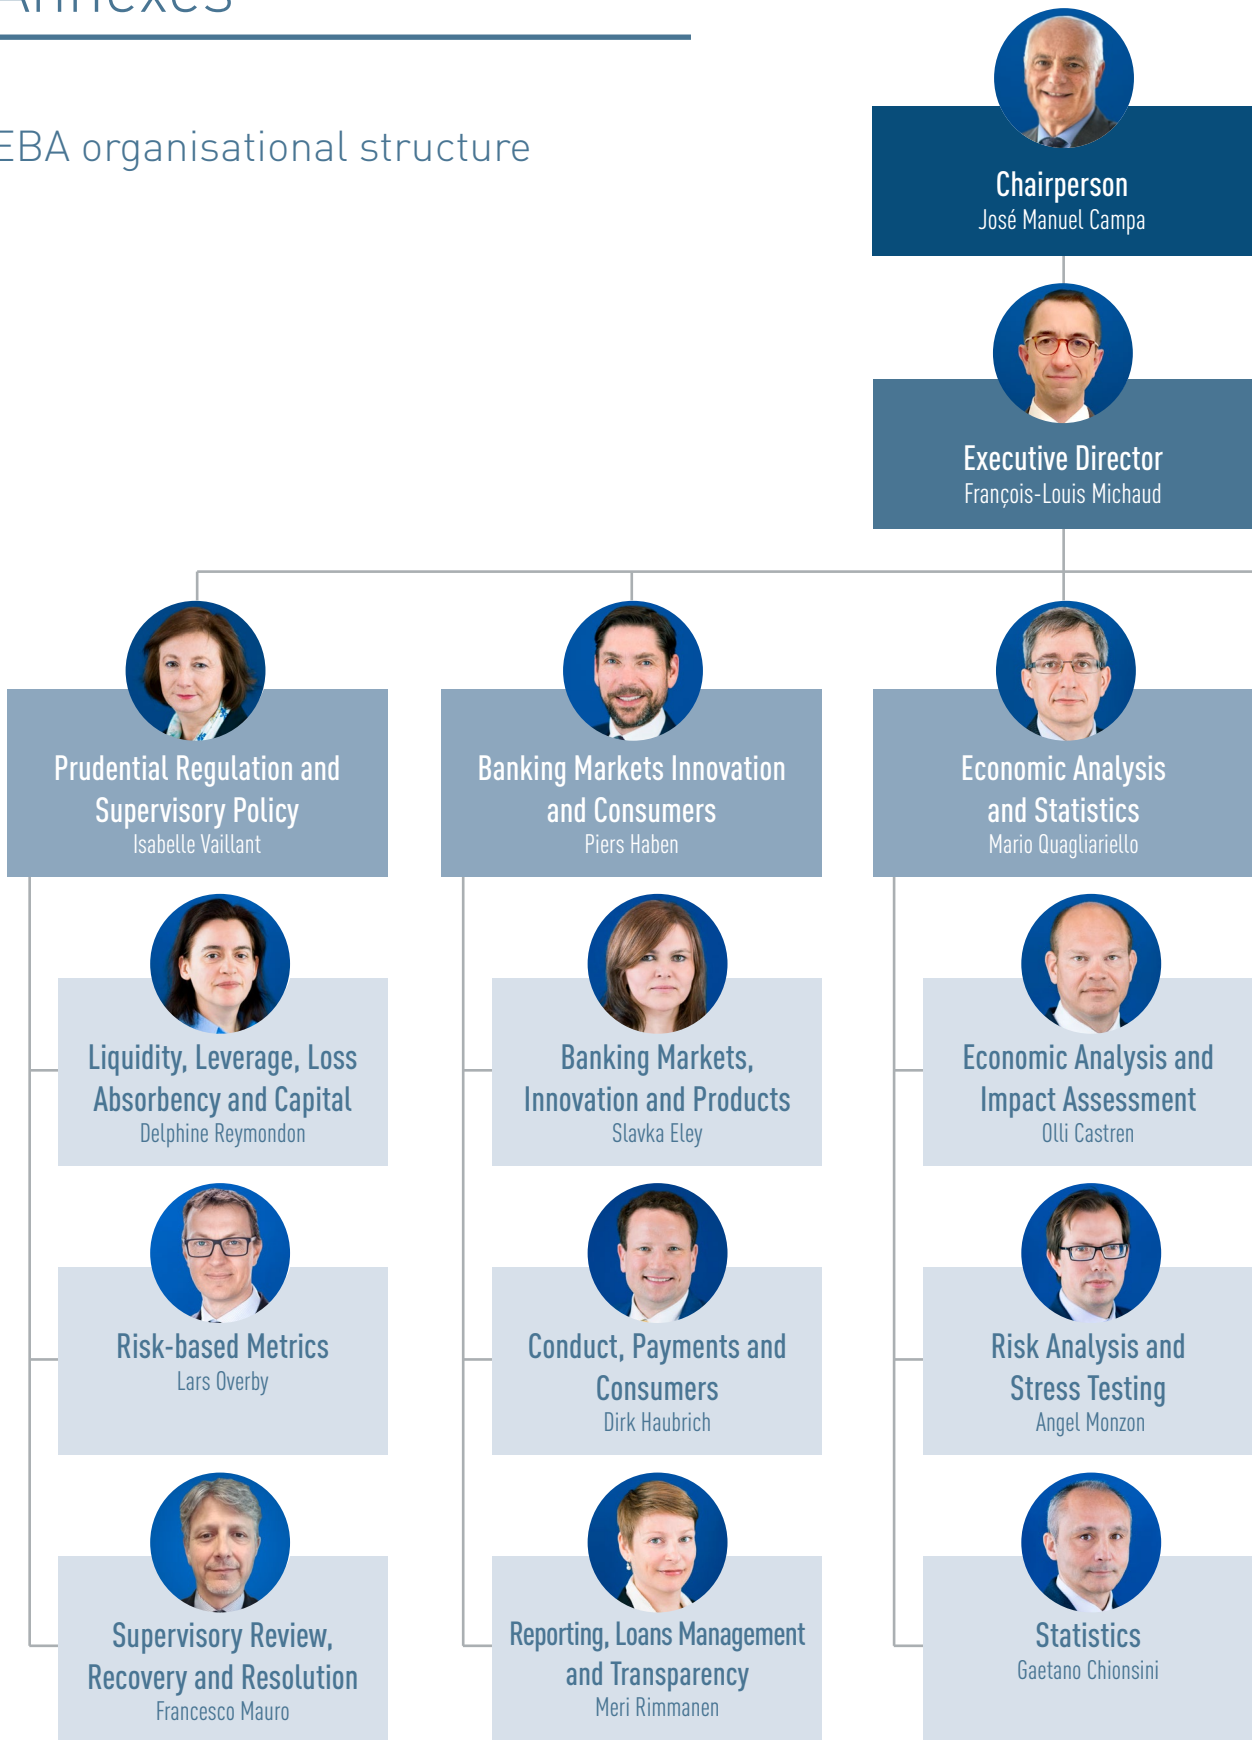 Annexes
EBA organisational structure
Chairperson
José Manuel Campa
Executive Director
François-Louis Michaud
Prudential Regulation and
Supervisory Policy
Isabelle Vaillant
Banking Markets Innovation
and Consumers
Piers Haben
Economic Analysis
and Statistics
Mario Quagliariello
Liquidity, Leverage, Loss
Absorbency and Capital
Delphine Reymondon
Banking Markets,
Innovation and Products
Slavka Eley
Economic Analysis and
Impact Assessment
Olli Castren
Risk-based Metrics
Lars Overby
Conduct, Payments and
Consumers
Dirk Haubrich
Risk Analysis and
Stress Testing
Angel Monzon
Supervisory Review,
Recovery and Resolution
Francesco Mauro
Reporting, Loans Management
and Transparency
Meri Rimmanen
Statistics
Gaetano Chionsini